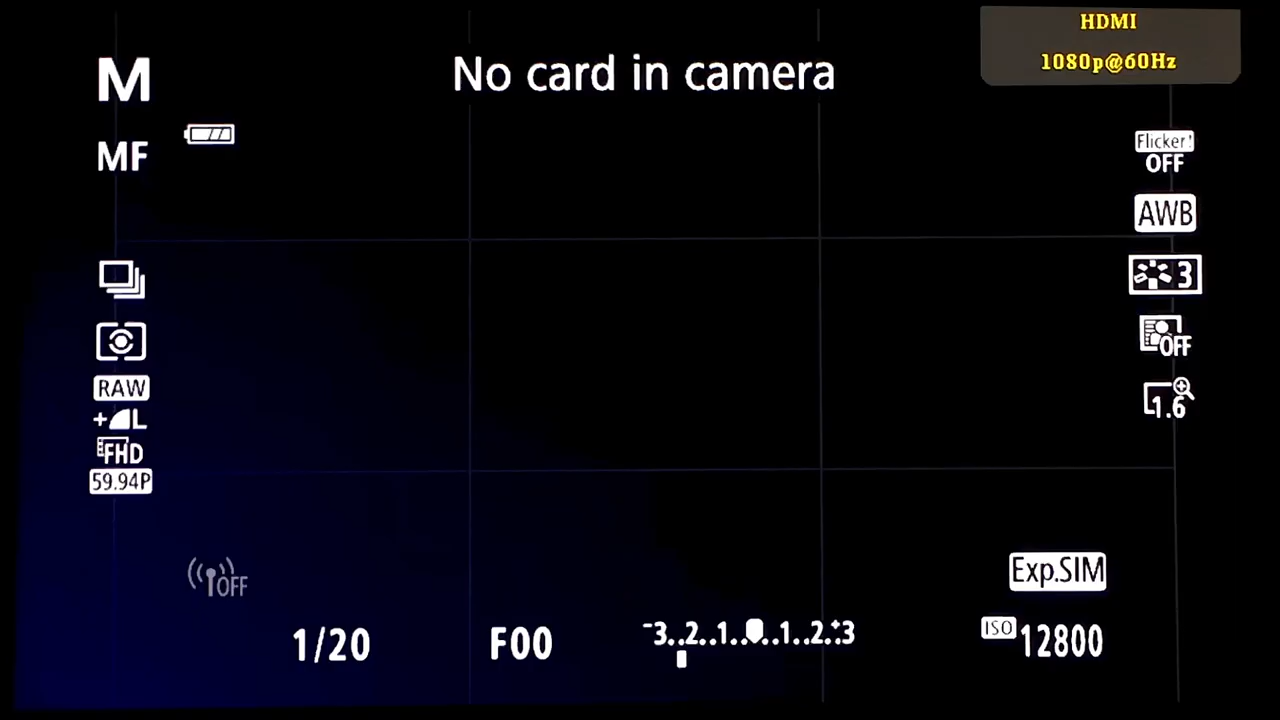 HDMI
1080p@60Hz
M
No card in camera
MF
Flicker!
OFF
AWB
3
OFF
1.6
RAW
+L
FHD
59.94P
OFF
Exp.SIM
1/20
F00
-3..2..1..0..1..2..+3
ISO 12800